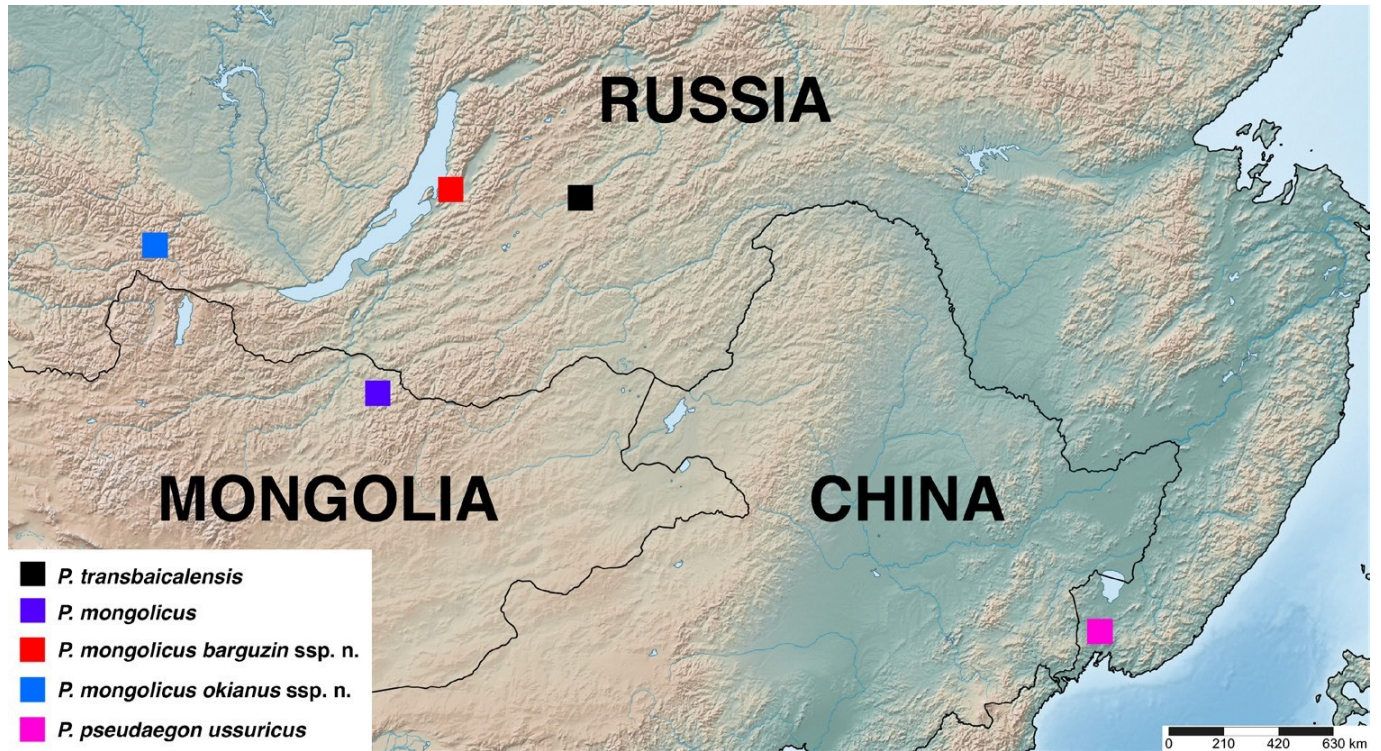 RUSSIA
MONGOLIA
CHINA
P. transbaicalensis
P. mongolicus
P. mongolicus barguzin ssp. n.
P. mongolicus okianus ssp. n.
P. pseudaegon ussuricus
0 210 420 630 km